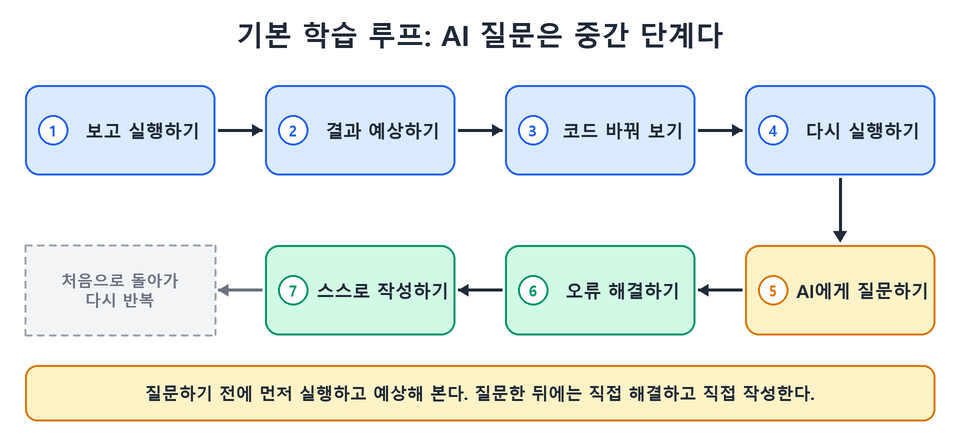 기본 학습 루프: AI 질문은 중간 단계다
1 보고 실행하기
2 결과 예상하기
3 코드 바꿔 보기
4 다시 실행하기
5 AI에게 질문하기
6 오류 해결하기
7 스스로 작성하기
처음으로 돌아가
다시 반복
질문하기 전에 먼저 실행하고 예상해 본다. 질문한 뒤에는 직접 해결하고 직접 작성한다.